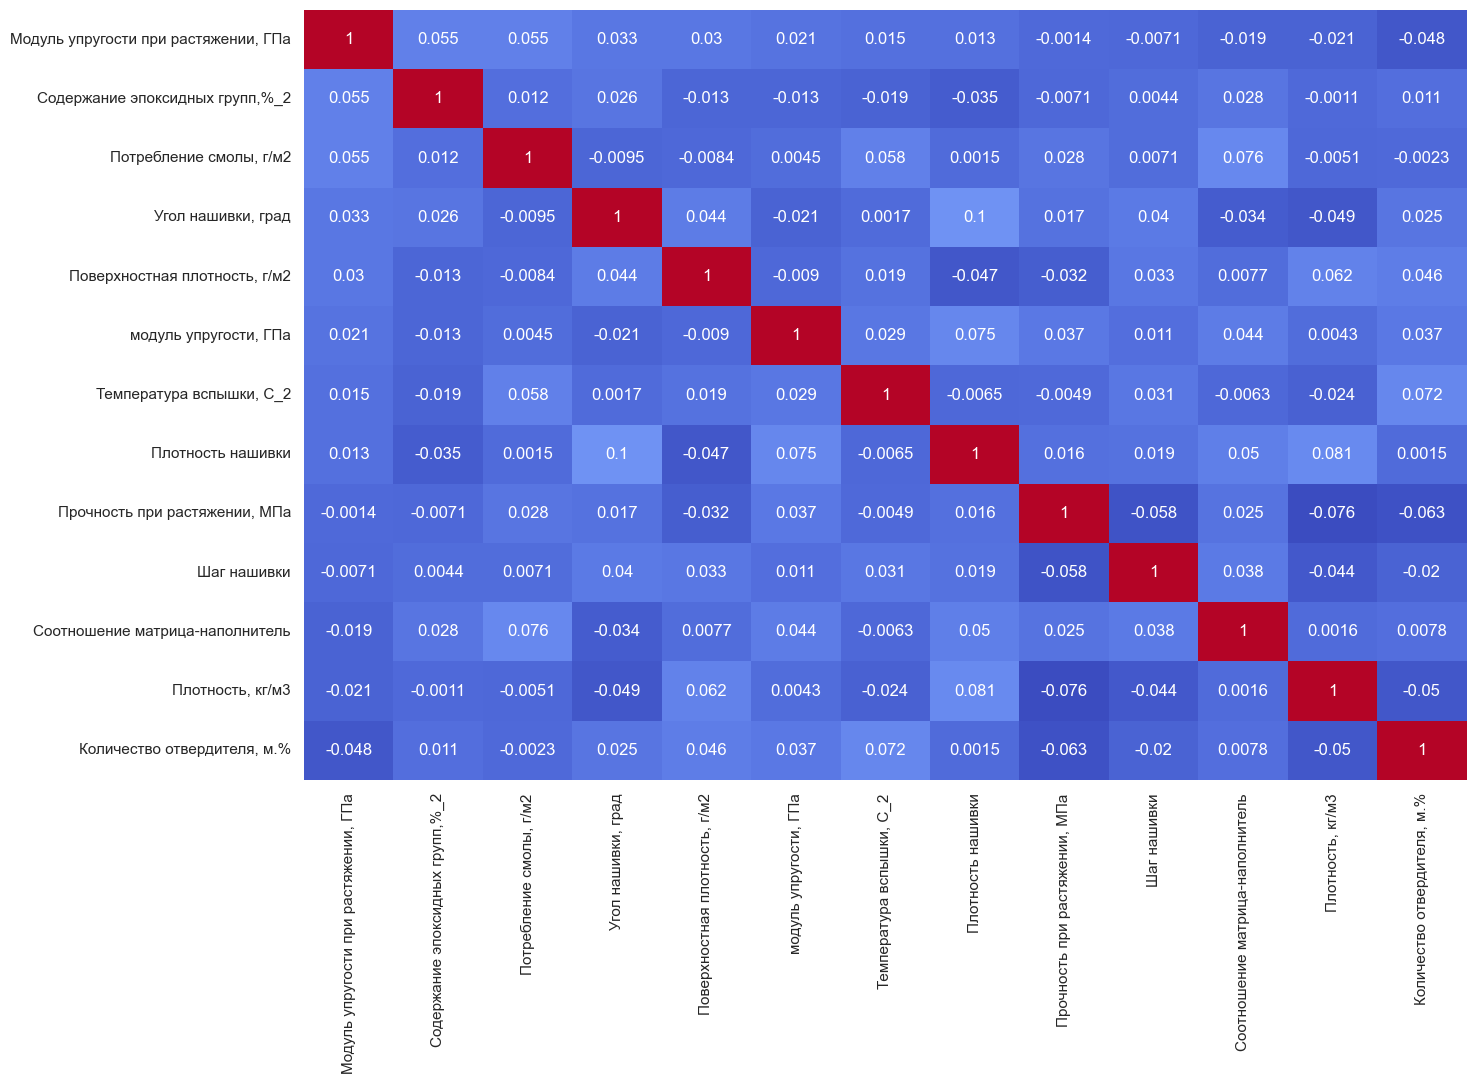 Модуль упругости при растяжении, ГПа 1 0.055 0.055 0.033 0.03 0.021 0.015 0.013 -0.0014 -0.0071 -0.019 -0.021 -0.048
Содержание эпоксидных групп,%_2 0.055 1 0.012 0.026 -0.013 -0.013 -0.019 -0.035 -0.0071 0.0044 0.028 -0.0011 0.011
Потребление смолы, г/м2 0.055 0.012 1 -0.0095 -0.0084 0.0045 0.058 0.0015 0.028 0.0071 0.076 -0.0051 -0.0023
Угол нашивки, град 0.033 0.026 -0.0095 1 0.044 -0.021 0.0017 0.1 0.017 0.04 -0.034 -0.049 0.025
Поверхностная плотность, г/м2 0.03 -0.013 -0.0084 0.044 1 -0.009 0.019 -0.047 -0.032 0.033 0.0077 0.062 0.046
модуль упругости, ГПа 0.021 -0.013 0.0045 -0.021 -0.009 1 0.029 0.075 0.037 0.011 0.044 0.0043 0.037
Температура вспышки, С_2 0.015 -0.019 0.058 0.0017 0.019 0.029 1 -0.0065 -0.0049 0.031 -0.0063 -0.024 0.072
Плотность нашивки 0.013 -0.035 0.0015 0.1 -0.047 0.075 -0.0065 1 0.016 0.019 0.05 0.081 0.0015
Прочность при растяжении, МПа -0.0014 -0.0071 0.028 0.017 -0.032 0.037 -0.0049 0.016 1 -0.058 0.025 -0.076 -0.063
Шаг нашивки -0.0071 0.0044 0.0071 0.04 0.033 0.011 0.031 0.019 -0.058 1 0.038 -0.044 -0.02
Соотношение матрица-наполнитель -0.019 0.028 0.076 -0.034 0.0077 0.044 -0.0063 0.05 0.025 0.038 1 0.0016 0.0078
Плотность, кг/м3 -0.021 -0.0011 -0.0051 -0.049 0.062 0.0043 -0.024 0.081 -0.076 -0.044 0.0016 1 -0.05
Количество отвердителя, м.% -0.048 0.011 -0.0023 0.025 0.046 0.037 0.072 0.0015 -0.063 -0.02 0.0078 -0.05 1
Модуль упругости при растяжении, ГПа
Содержание эпоксидных групп,%_2
Потребление смолы, г/м2
Угол нашивки, град
Поверхностная плотность, г/м2
модуль упругости, ГПа
Температура вспышки, С_2
Плотность нашивки
Прочность при растяжении, МПа
Шаг нашивки
Соотношение матрица-наполнитель
Плотность, кг/м3
Количество отвердителя, м.%